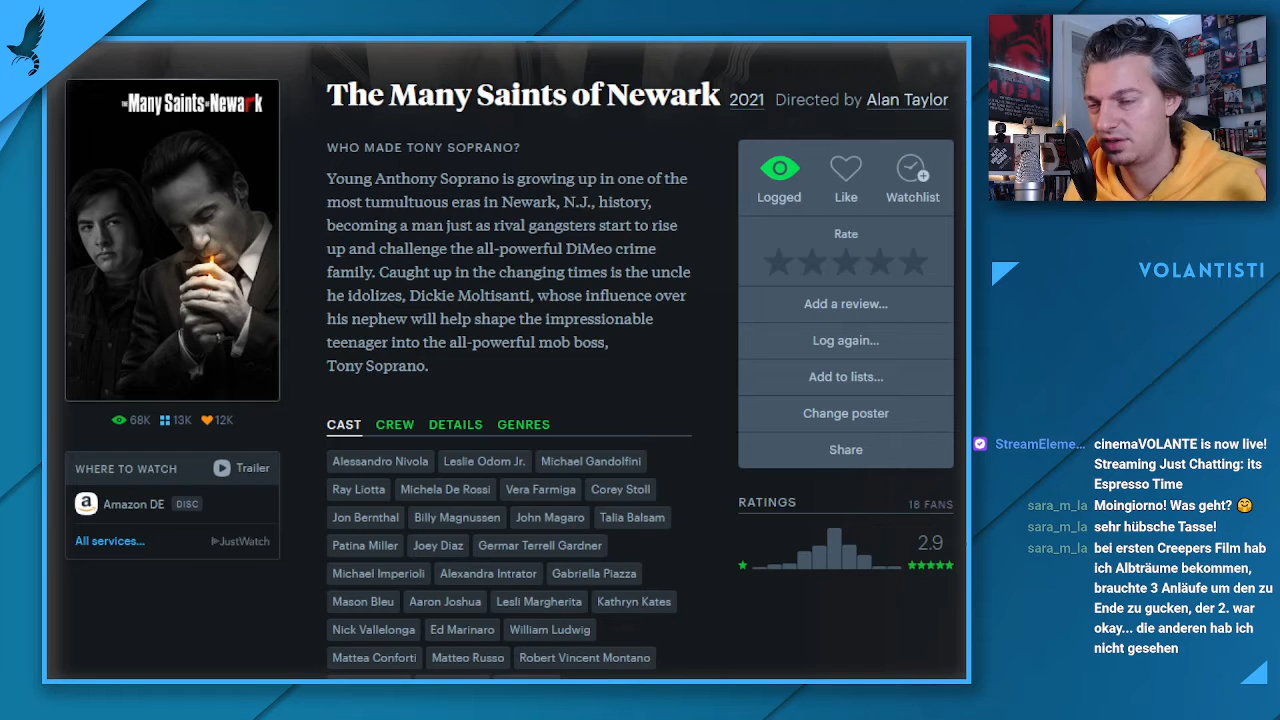 The Many Saints of Newark
The Many Saints of Newark 2021 Directed by Alan Taylor
WHO MADE TONY SOPRANO?
Young Anthony Soprano is growing up in one of the
most tumultuous eras in Newark, N.J., history,
becoming a man just as rival gangsters start to rise
up and challenge the all-powerful DiMeo crime
family. Caught up in the changing times is the uncle
he idolizes, Dickie Moltisanti, whose influence over
his nephew will help shape the impressionable
teenager into the all-powerful mob boss,
Tony Soprano.
68K 13K 12K
WHERE TO WATCH Trailer
Amazon DE DISC
All services... JustWatch
CAST CREW DETAILS GENRES
Alessandro Nivola Leslie Odom Jr. Michael Gandolfini
Ray Liotta Michela De Rossi Vera Farmiga Corey Stoll
Jon Bernthal Billy Magnussen John Magaro Talia Balsam
Patina Miller Joey Diaz Germar Terrell Gardner
Michael Imperioli Alexandra Intrator Gabriella Piazza
Mason Bleu Aaron Joshua Lesli Margherita Kathryn Kates
Nick Vallelonga Ed Marinaro William Ludwig
Mattea Conforti Matteo Russo Robert Vincent Montano
Logged Like Watchlist
Rate
Add a review...
Log again...
Add to lists...
Change poster
Share
RATINGS 18 FANS
2.9
VOLANTISTI
StreamEleme... cinemaVOLANTE is now live!
Streaming Just Chatting: its
Espresso Time
sara_m_la Moingiorno! Was geht? 🤗
sara_m_la sehr hübsche Tasse!
sara_m_la bei ersten Creepers Film hab
ich Albträume bekommen,
brauchte 3 Anläufe um den zu
Ende zu gucken, der 2. war
okay... die anderen hab ich
nicht gesehen